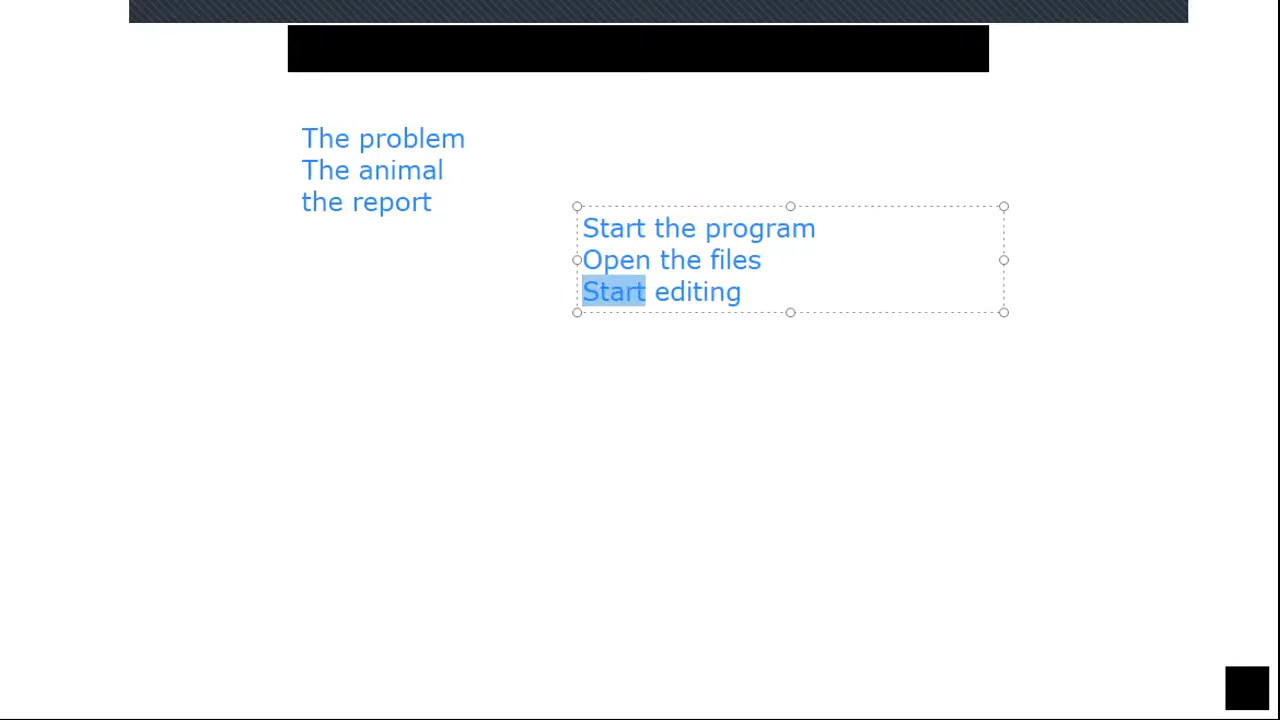 The problem
The animal
the report
Start the program
Open the files
Start editing